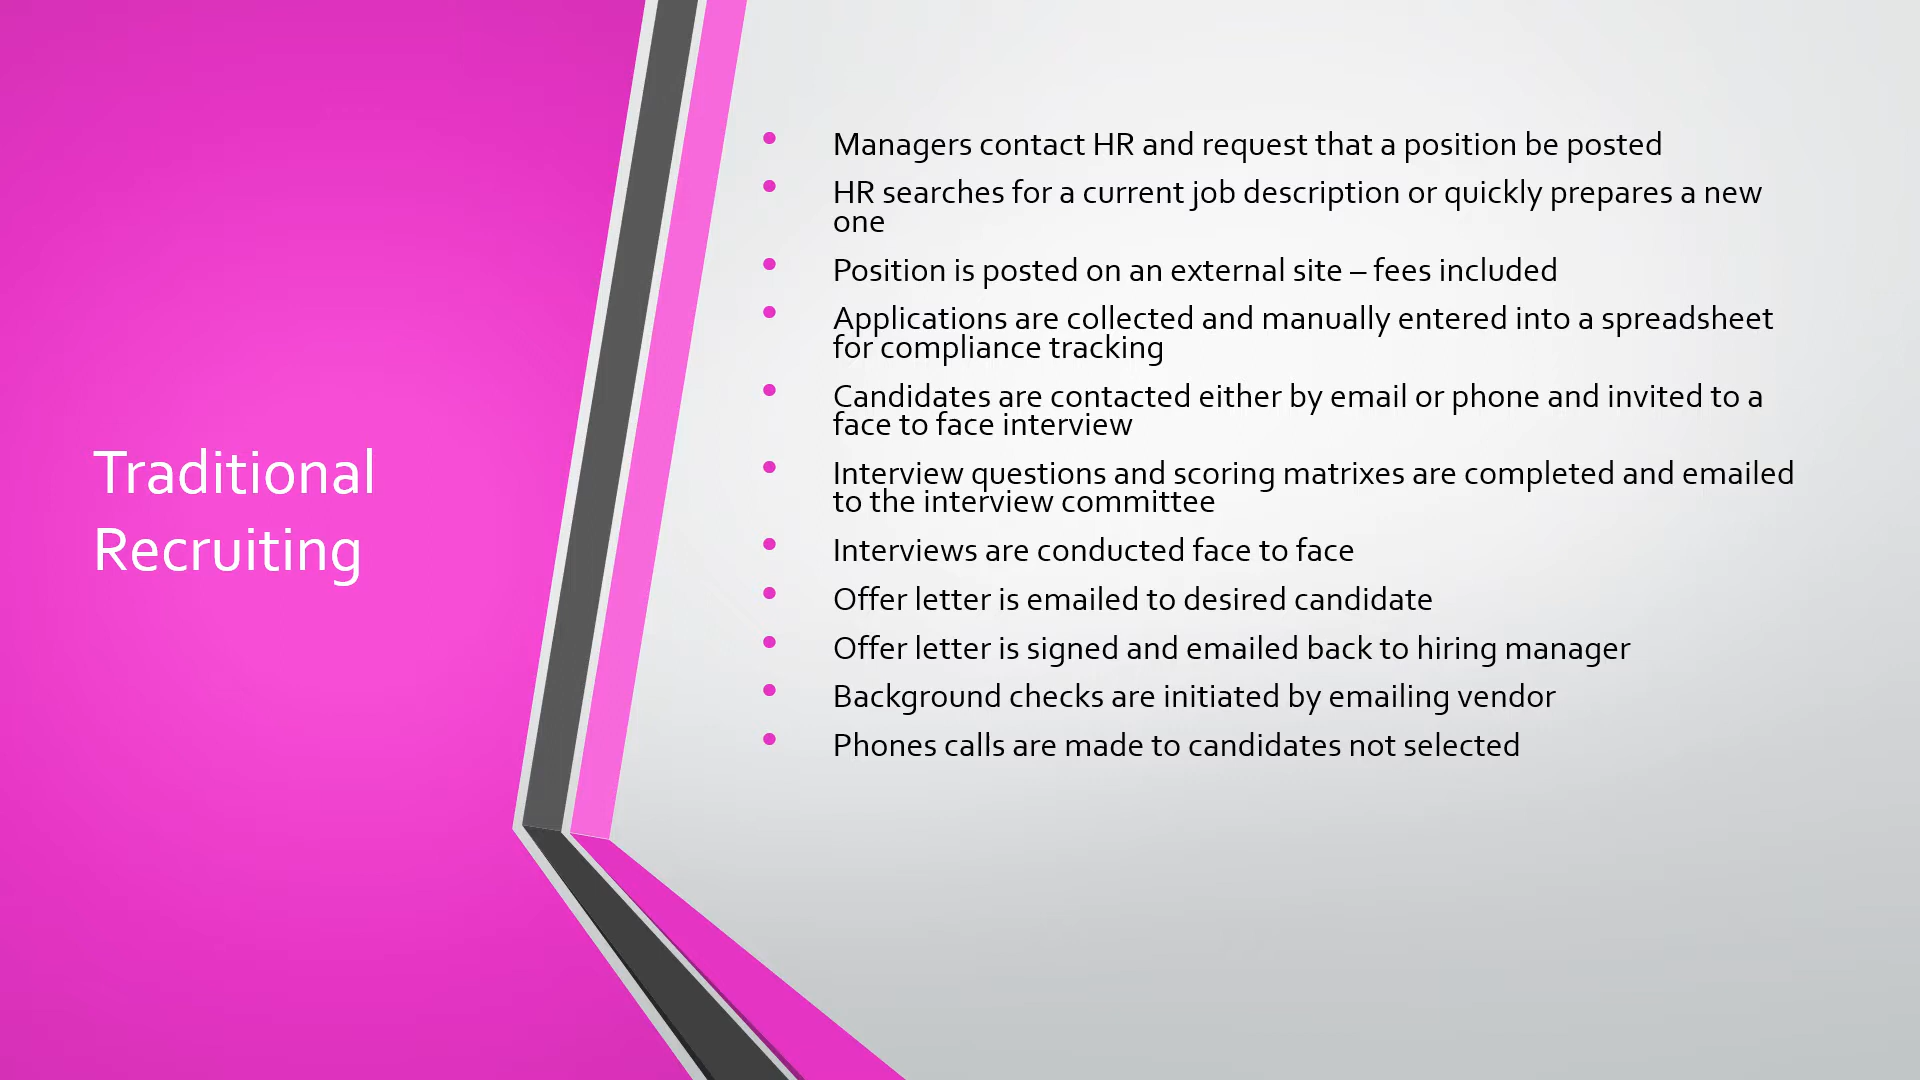 Traditional
Recruiting
• Managers contact HR and request that a position be posted
• HR searches for a current job description or quickly prepares a new
one
• Position is posted on an external site – fees included
• Applications are collected and manually entered into a spreadsheet
for compliance tracking
• Candidates are contacted either by email or phone and invited to a
face to face interview
• Interview questions and scoring matrixes are completed and emailed
to the interview committee
• Interviews are conducted face to face
• Offer letter is emailed to desired candidate
• Offer letter is signed and emailed back to hiring manager
• Background checks are initiated by emailing vendor
• Phones calls are made to candidates not selected